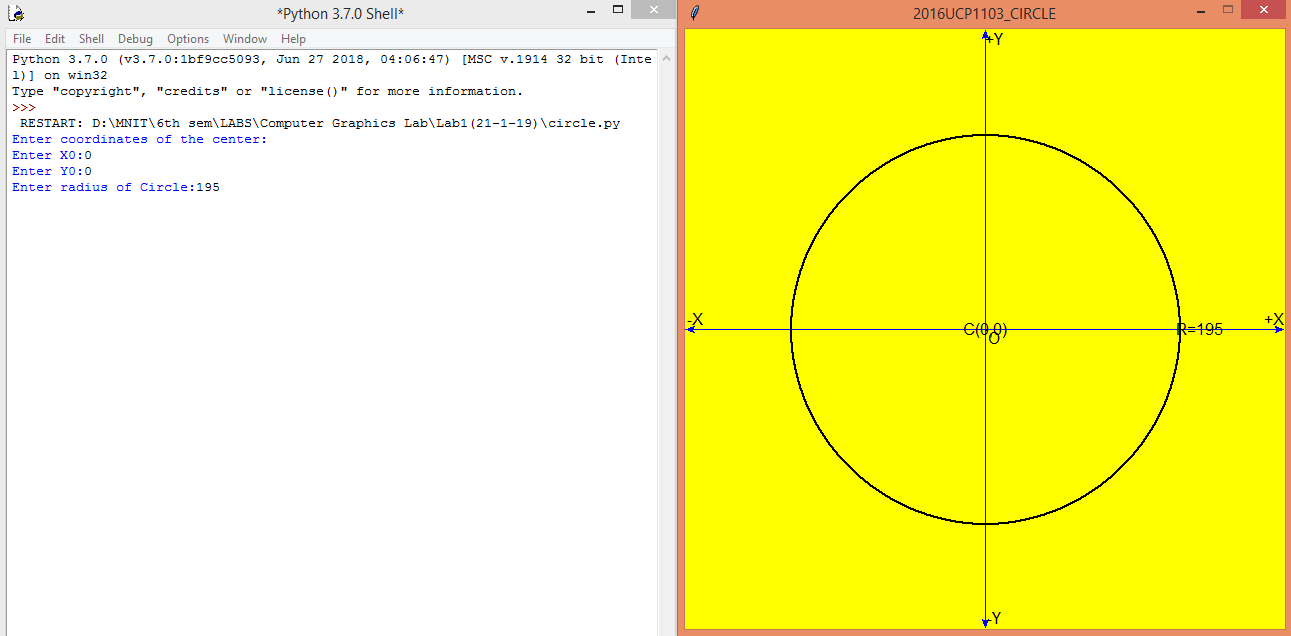 *Python 3.7.0 Shell*
File Edit Shell Debug Options Window Help
Python 3.7.0 (v3.7.0:1bf9cc5093, Jun 27 2018, 04:06:47) [MSC v.1914 32 bit (Inte
l)] on win32
Type "copyright", "credits" or "license()" for more information.
>>>
RESTART: D:\MNIT\6th sem\LABS\Computer Graphics Lab\Lab1(21-1-19)\circle.py
Enter coordinates of the center:
Enter X0:0
Enter Y0:0
Enter radius of Circle:195
2016UCP1103_CIRCLE
+Y
-X
+X
C(0,0)
R=195
O
-Y